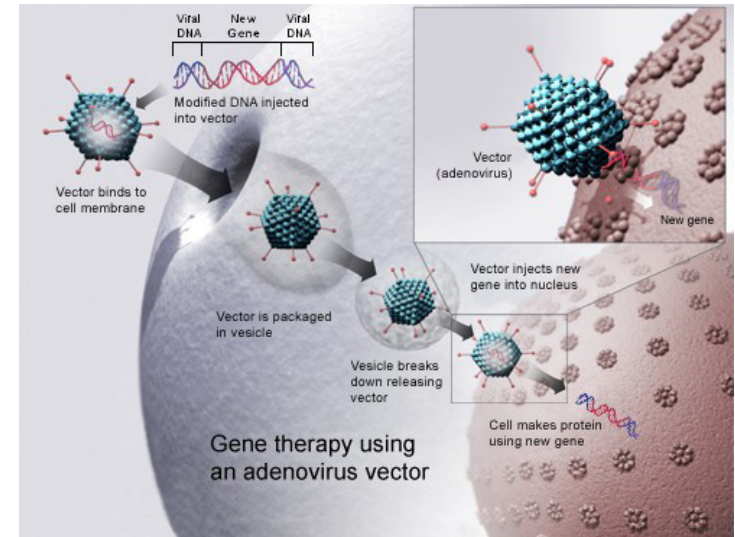 Viral DNA
New Gene
Viral DNA
Modified DNA injected
into vector
Vector binds to
cell membrane
Vector is packaged
in vesicle
Vesicle breaks
down releasing
vector
Vector
(adenovirus)
New gene
Vector injects new
gene into nucleus
Cell makes protein
using new gene
Gene therapy using
an adenovirus vector